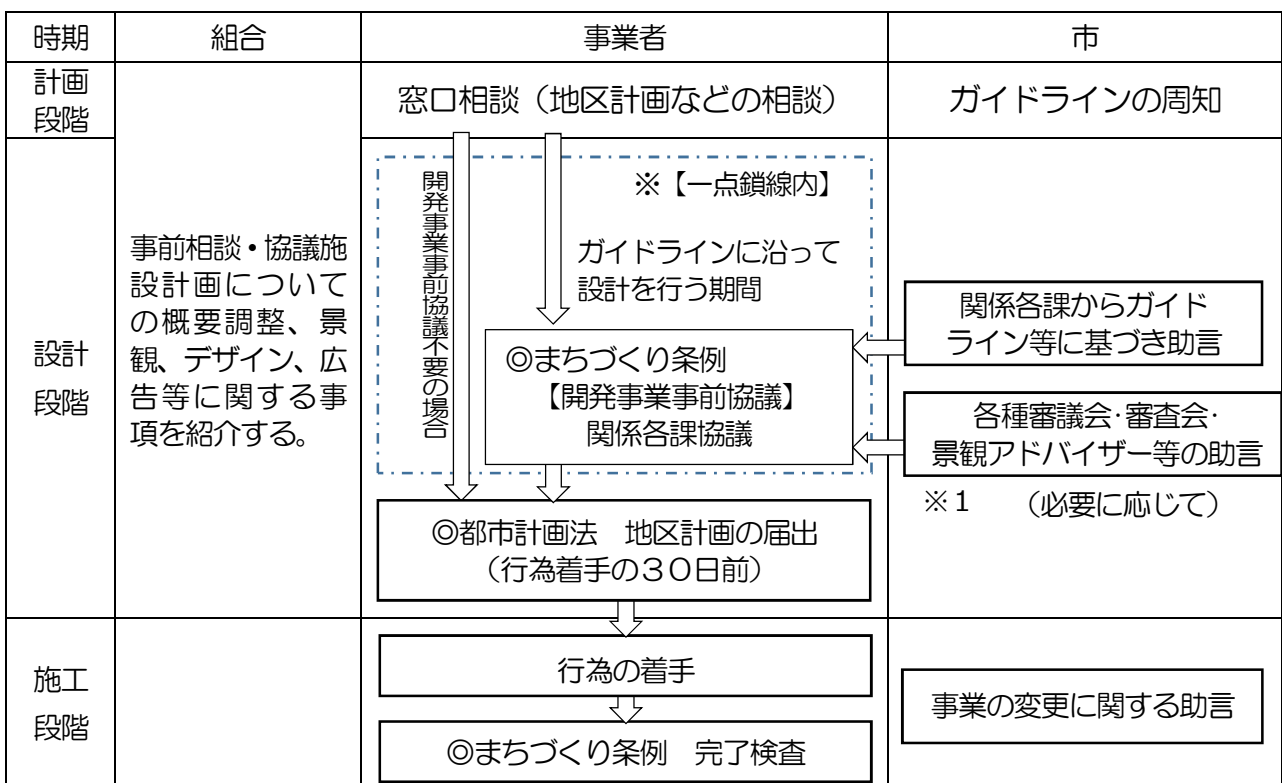 時期
組合
事業者
市
計画
段階
窓口相談（地区計画などの相談）
ガイドラインの周知
設計
段階
事前相談・協議施
設計画について
の概要調整、景
観、デザイン、広
告等に関する事
項を紹介する。
開発事業事前協議不要の場合
※【一点鎖線内】
ガイドラインに沿って
設計を行う期間
◎まちづくり条例
【開発事業事前協議】
関係各課協議
関係各課からガイド
ライン等に基づき助言
各種審議会・審査会・
景観アドバイザー等の助言
※１　（必要に応じて）
◎都市計画法　地区計画の届出
（行為着手の３０日前）
施工
段階
行為の着手
◎まちづくり条例　完了検査
事業の変更に関する助言